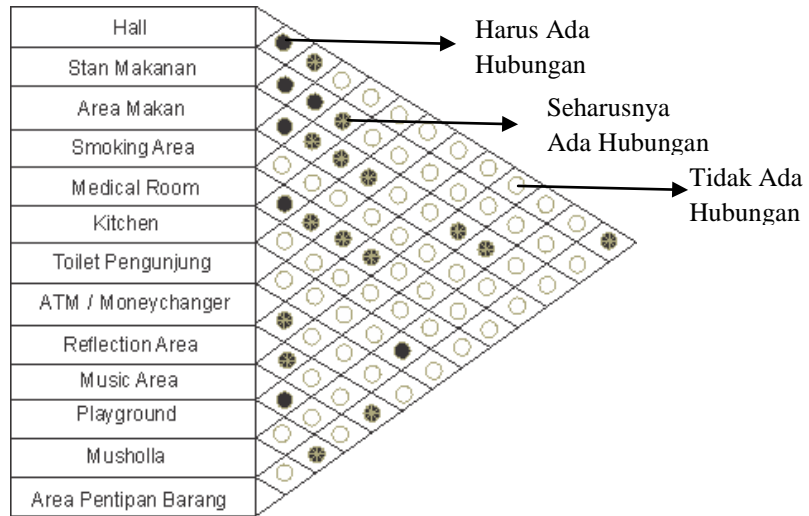 Hall
Stan Makanan
Area Makan
Smoking Area
Medical Room
Kitchen
Toilet Pengunjung
ATM / Moneychanger
Reflection Area
Music Area
Playground
Musholla
Area Pentipan Barang
Harus Ada
Hubungan
Seharusnya
Ada Hubungan
Tidak Ada
Hubungan